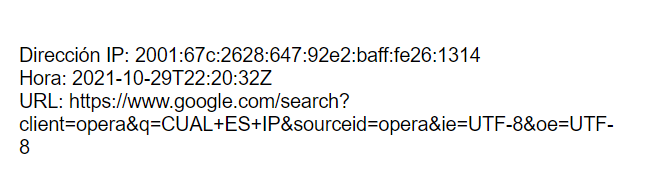 Dirección IP: 2001:67c:2628:647:92e2:baff:fe26:1314
Hora: 2021-10-29T22:20:32Z
URL: https://www.google.com/search?
client=opera&q=CUAL+ES+IP&sourceid=opera&ie=UTF-8&oe=UTF-
8